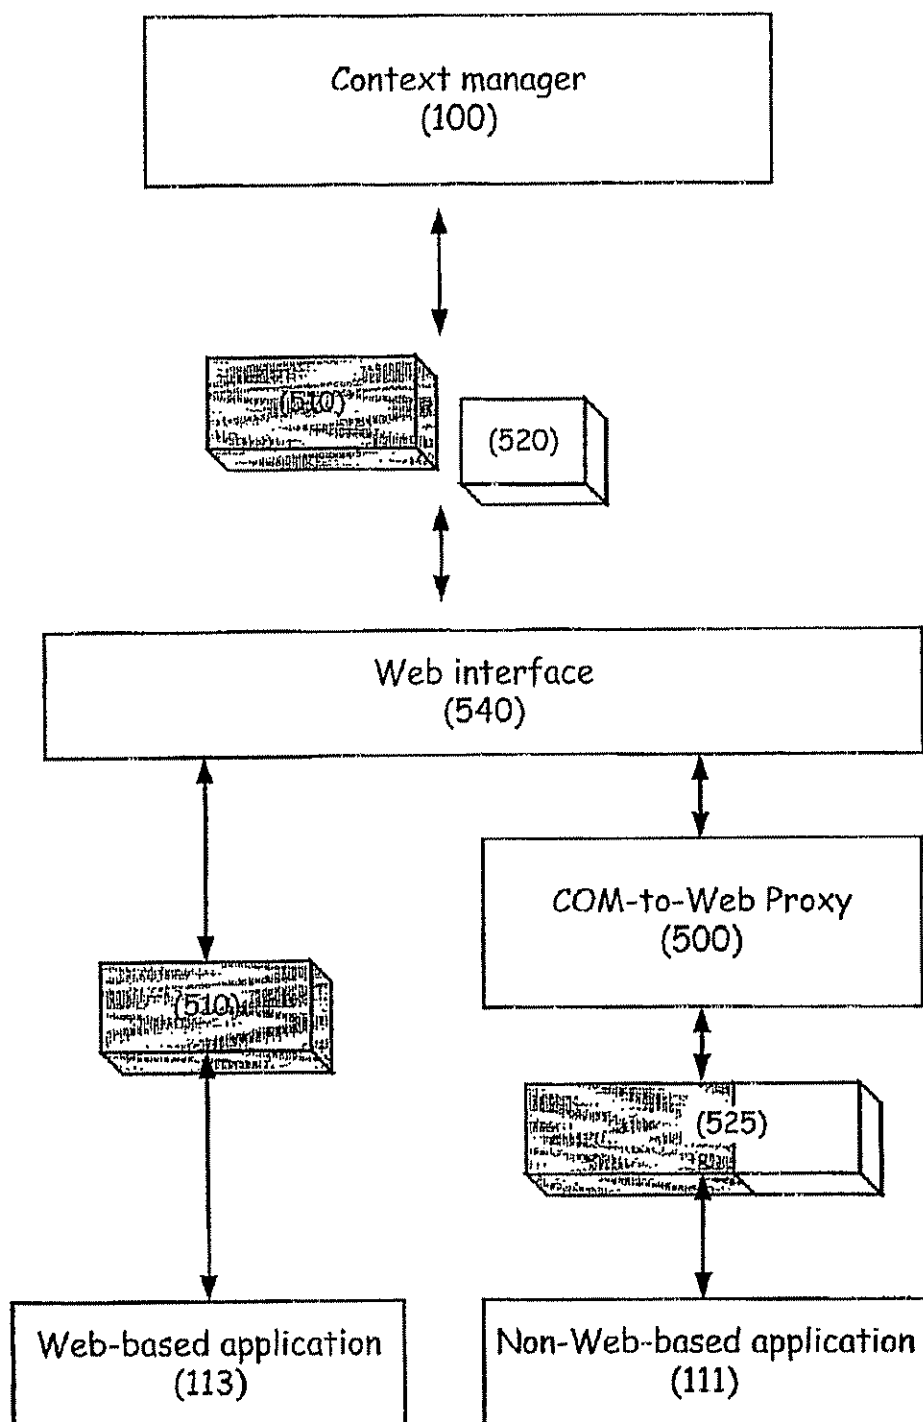 Context manager
(100)
(510)
(520)
Web interface
(540)
COM-to-Web Proxy
(500)
(510)
(525)
Web-based application
(113)
Non-Web-based application
(111)